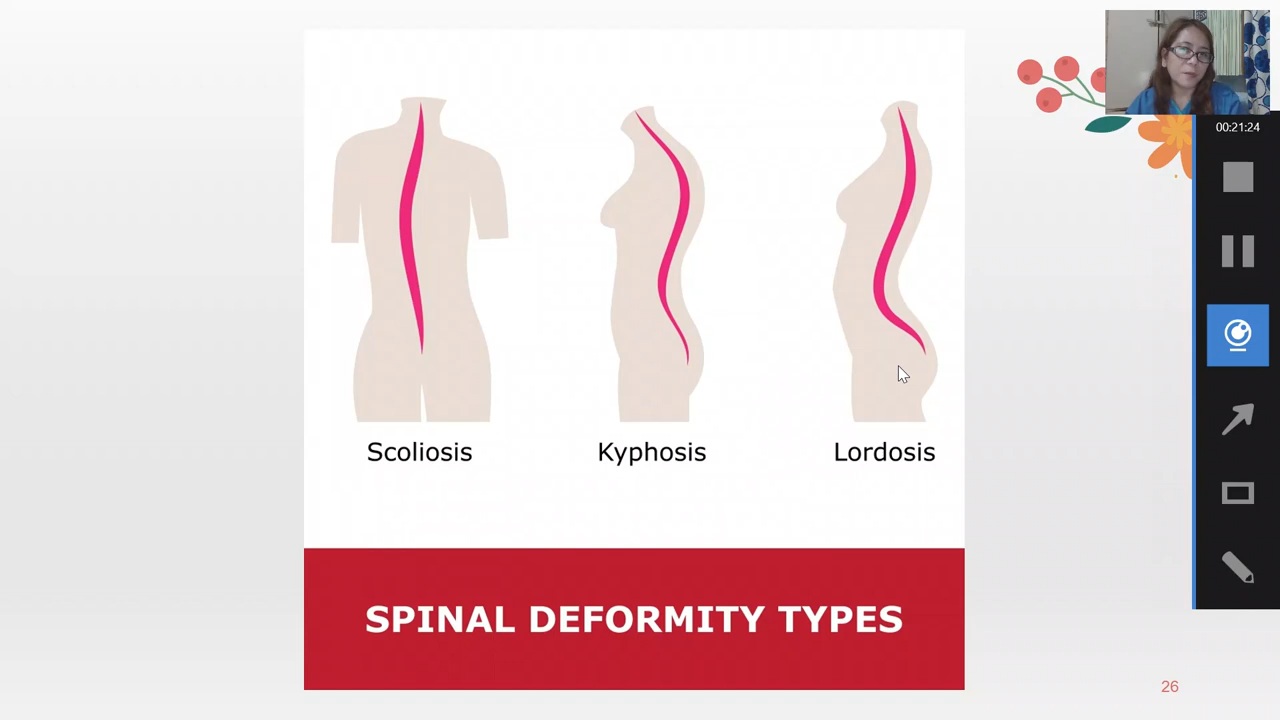 00:21:24
Scoliosis
Kyphosis
Lordosis
SPINAL DEFORMITY TYPES
26